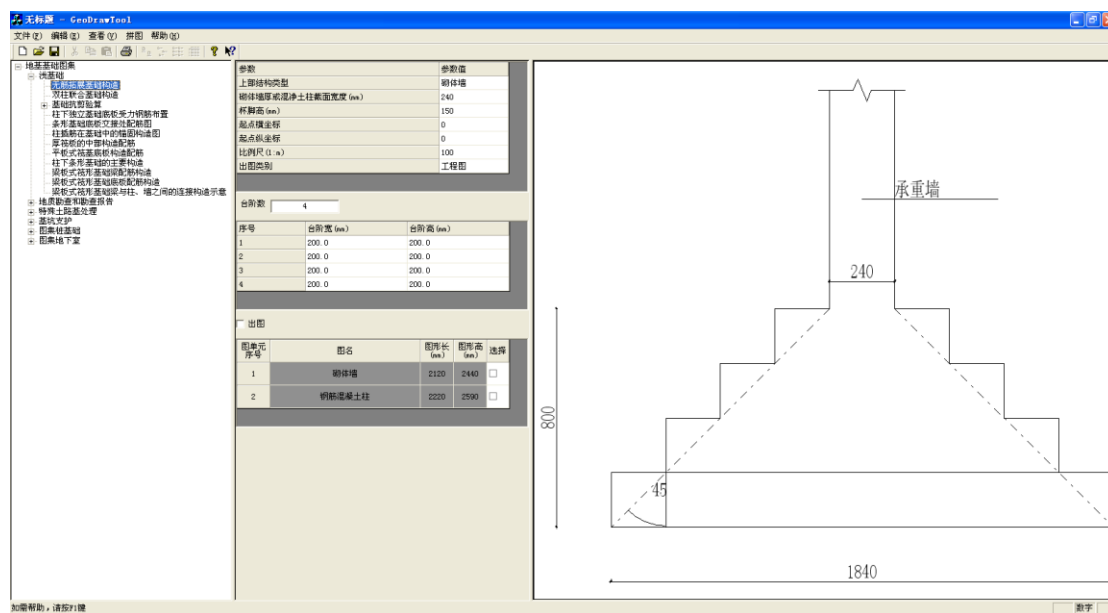 无标题 - GeoDrawTool
文件(F) 编辑(E) 查看(V) 拼图 帮助(H)
地基基础图集
浅基础
无筋拓展基础构造
双柱联合基础构造
基础抗剪验算
柱下独立基础底板受力钢筋布置
条形基础底板交接处配筋图
柱插筋在基础中的锚固构造图
厚筏板的中部构造配筋
平板式筏基底板构造配筋
柱下条形基础的主要构造
梁板式筏形基础梁配筋构造
梁板式筏形基础底板配筋构造
梁板式筏形基础梁与柱、墙之间的连接构造示意
地质勘查和勘查报告
特殊土路基处理
基坑支护
图集桩基础
图集地下室
参数 参数值
上部结构类型 砌体墙
砌体墙厚或混净土柱截面宽度(mm) 240
杯脚高(mm) 150
起点横坐标 0
起点纵坐标 0
比例尺(1:m) 100
出图类别 工程图
台阶数 4
序号 台阶宽(mm) 台阶高(mm)
1 200.0 200.0
2 200.0 200.0
3 200.0 200.0
4 200.0 200.0
出图
图单元序号 图名 图形长(mm) 图形高(mm) 选择
1 砌体墙 2120 2440
2 钢筋混凝土柱 2220 2590
承重墙
240
800
45
1840
如需帮助，请按F1键
数字